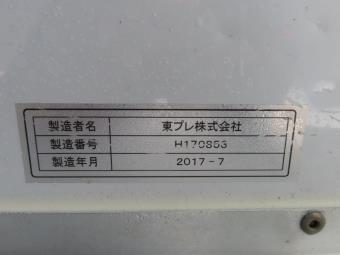 製造者名 東プレ株式会社
製造番号 H170853
製造年月 2017-7